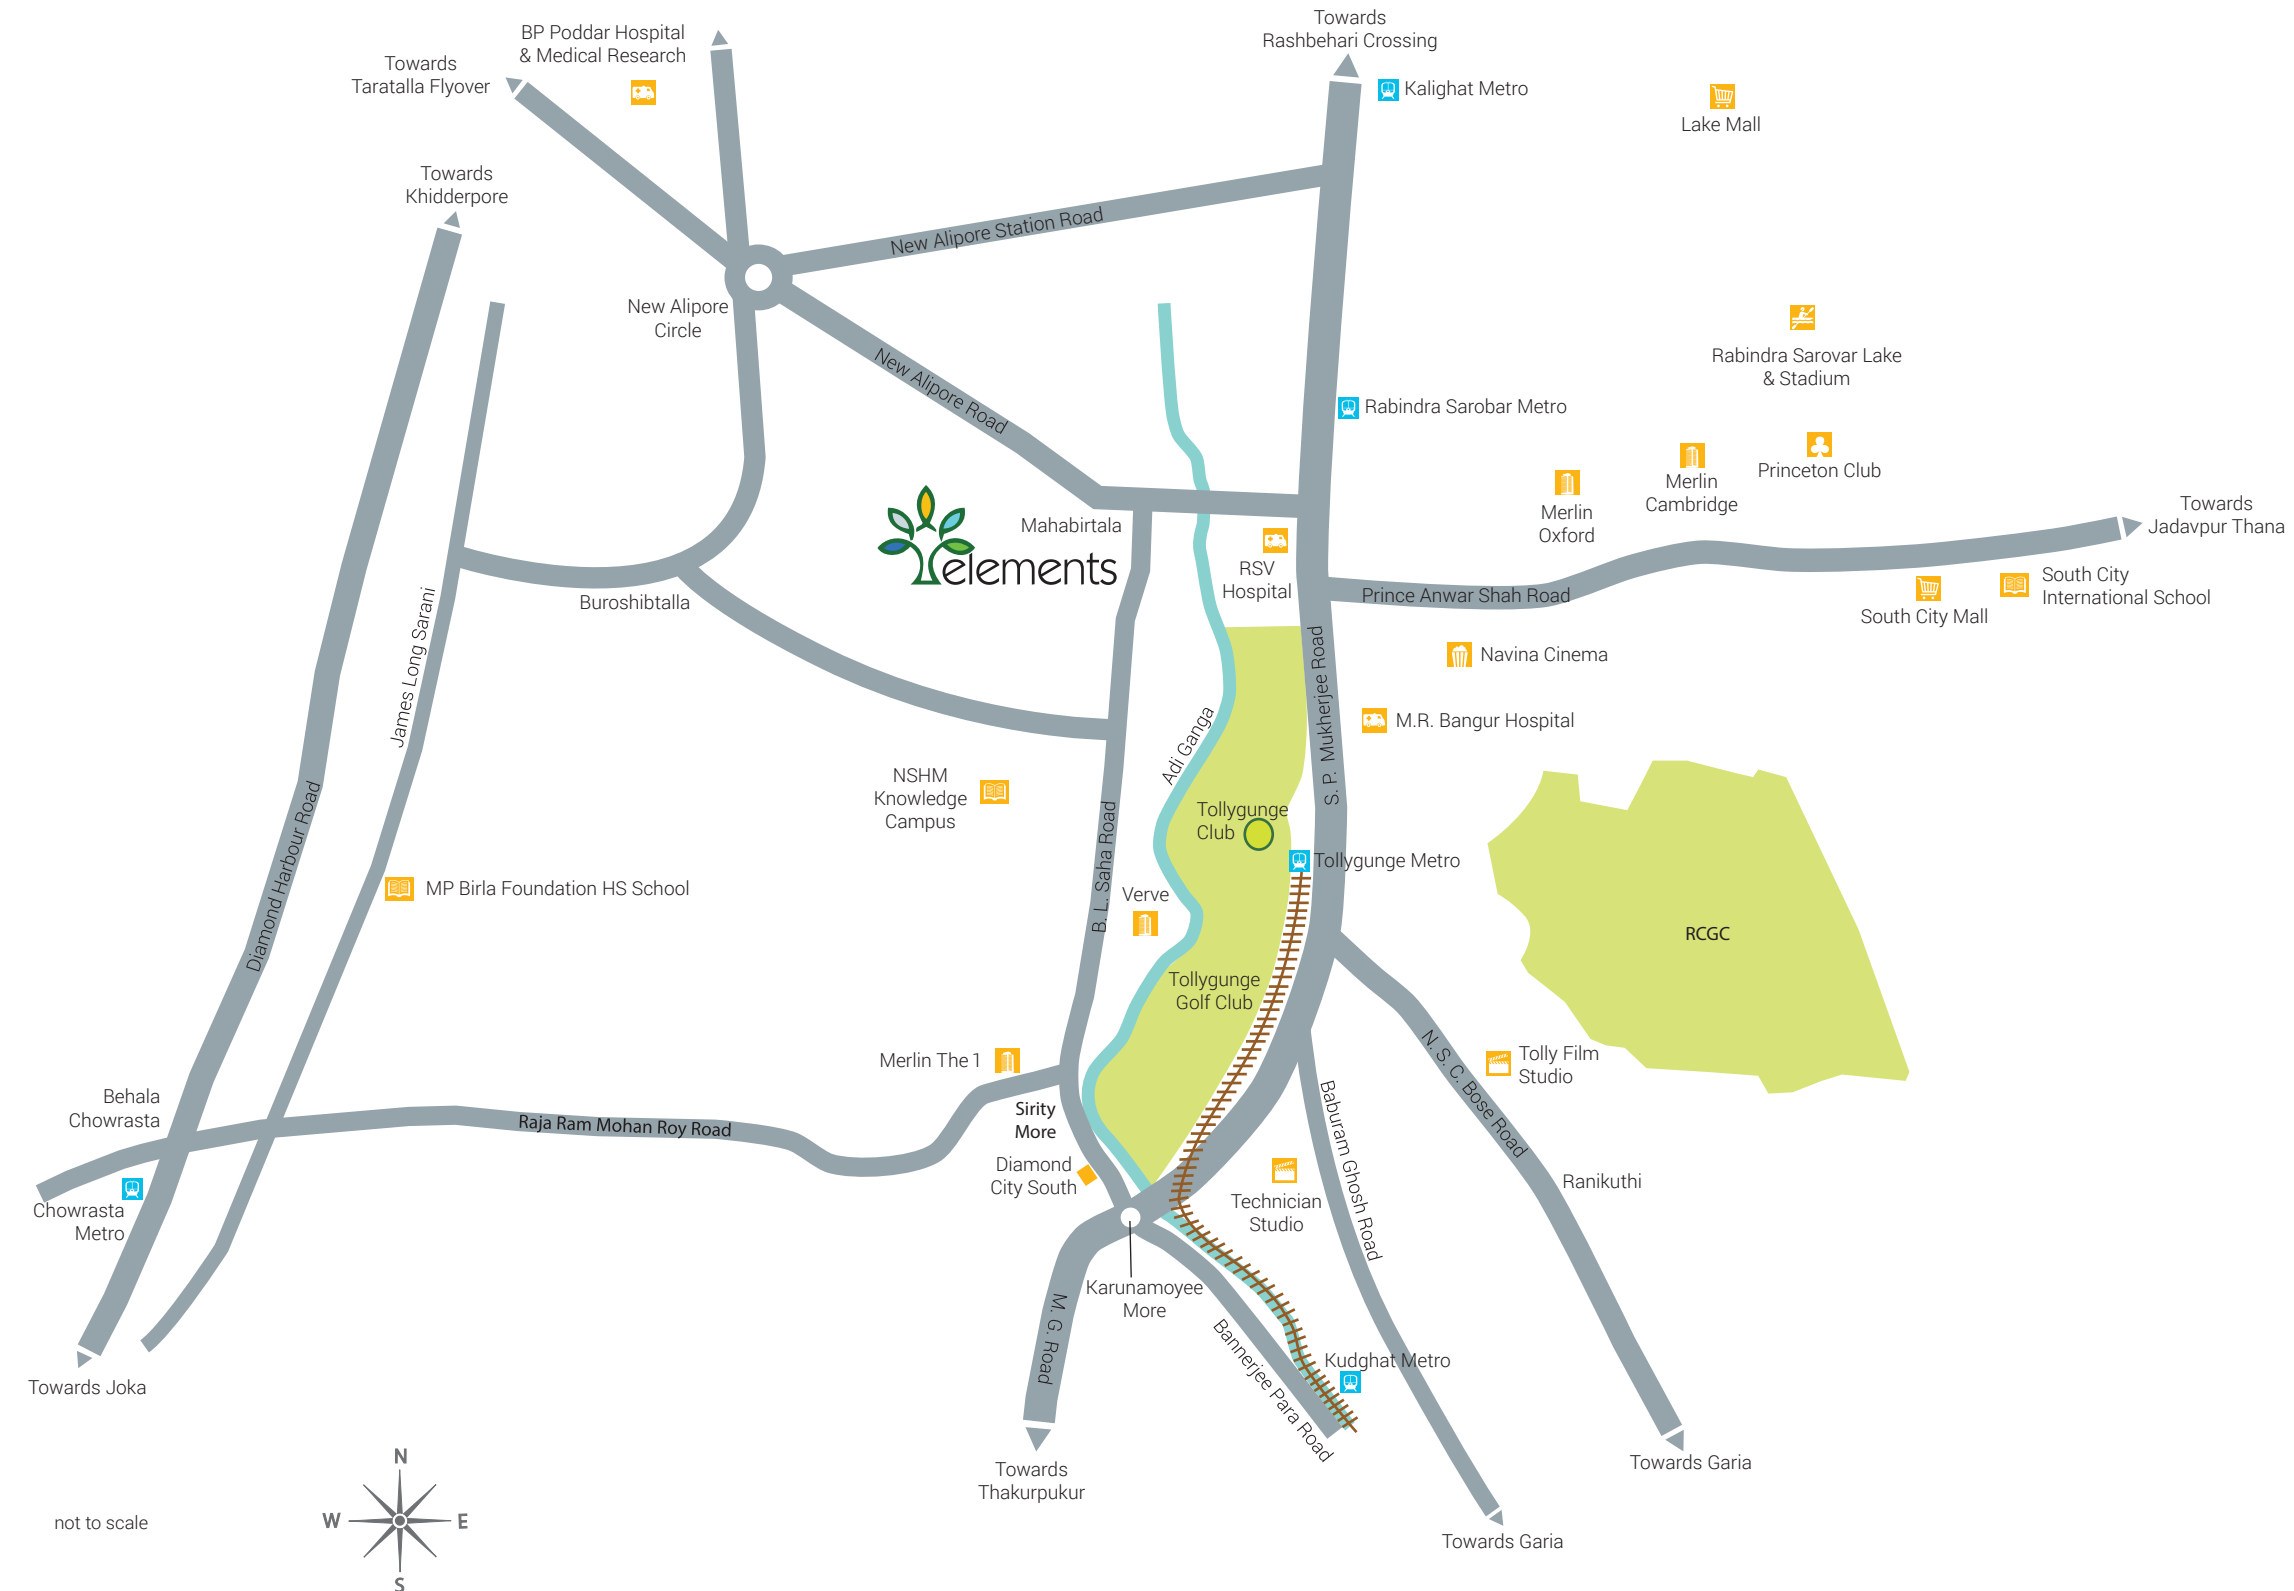 BP Poddar Hospital
& Medical Research
Towards
Taratalla Flyover
Towards
Rashbehari Crossing
Kalighat Metro
Lake Mall
Towards
Khidderpore
New Alipore Station Road
New Alipore
Circle
New Alipore Road
Rabindra Sarovar Lake
& Stadium
Rabindra Sarobar Metro
Princeton Club
Merlin
Cambridge
Merlin
Oxford
Towards
Jadavpur Thana
Mahabirtala
elements
RSV
Hospital
Prince Anwar Shah Road
South City
International School
South City Mall
Buroshibtalla
James Long Sarani
Navina Cinema
S. P. Mukherjee Road
M.R. Bangur Hospital
Adi Ganga
NSHM
Knowledge
Campus
Tollygunge
Club
Tollygunge Metro
Diamond Harbour Road
B. L. Saha Road
MP Birla Foundation HS School
Verve
RCGC
Tollygunge
Golf Club
Merlin The 1
Tolly Film
Studio
N. S. C. Bose Road
Behala
Chowrasta
Raja Ram Mohan Roy Road
Sirity
More
Baburam Ghosh Road
Diamond
City South
Technician
Studio
Ranikuthi
Chowrasta
Metro
Karunamoyee
More
M. G. Road
Bannerjee Para Road
Kudghat Metro
Towards Joka
Towards
Thakurpukur
Towards Garia
Towards Garia
not to scale
N
W
E
S